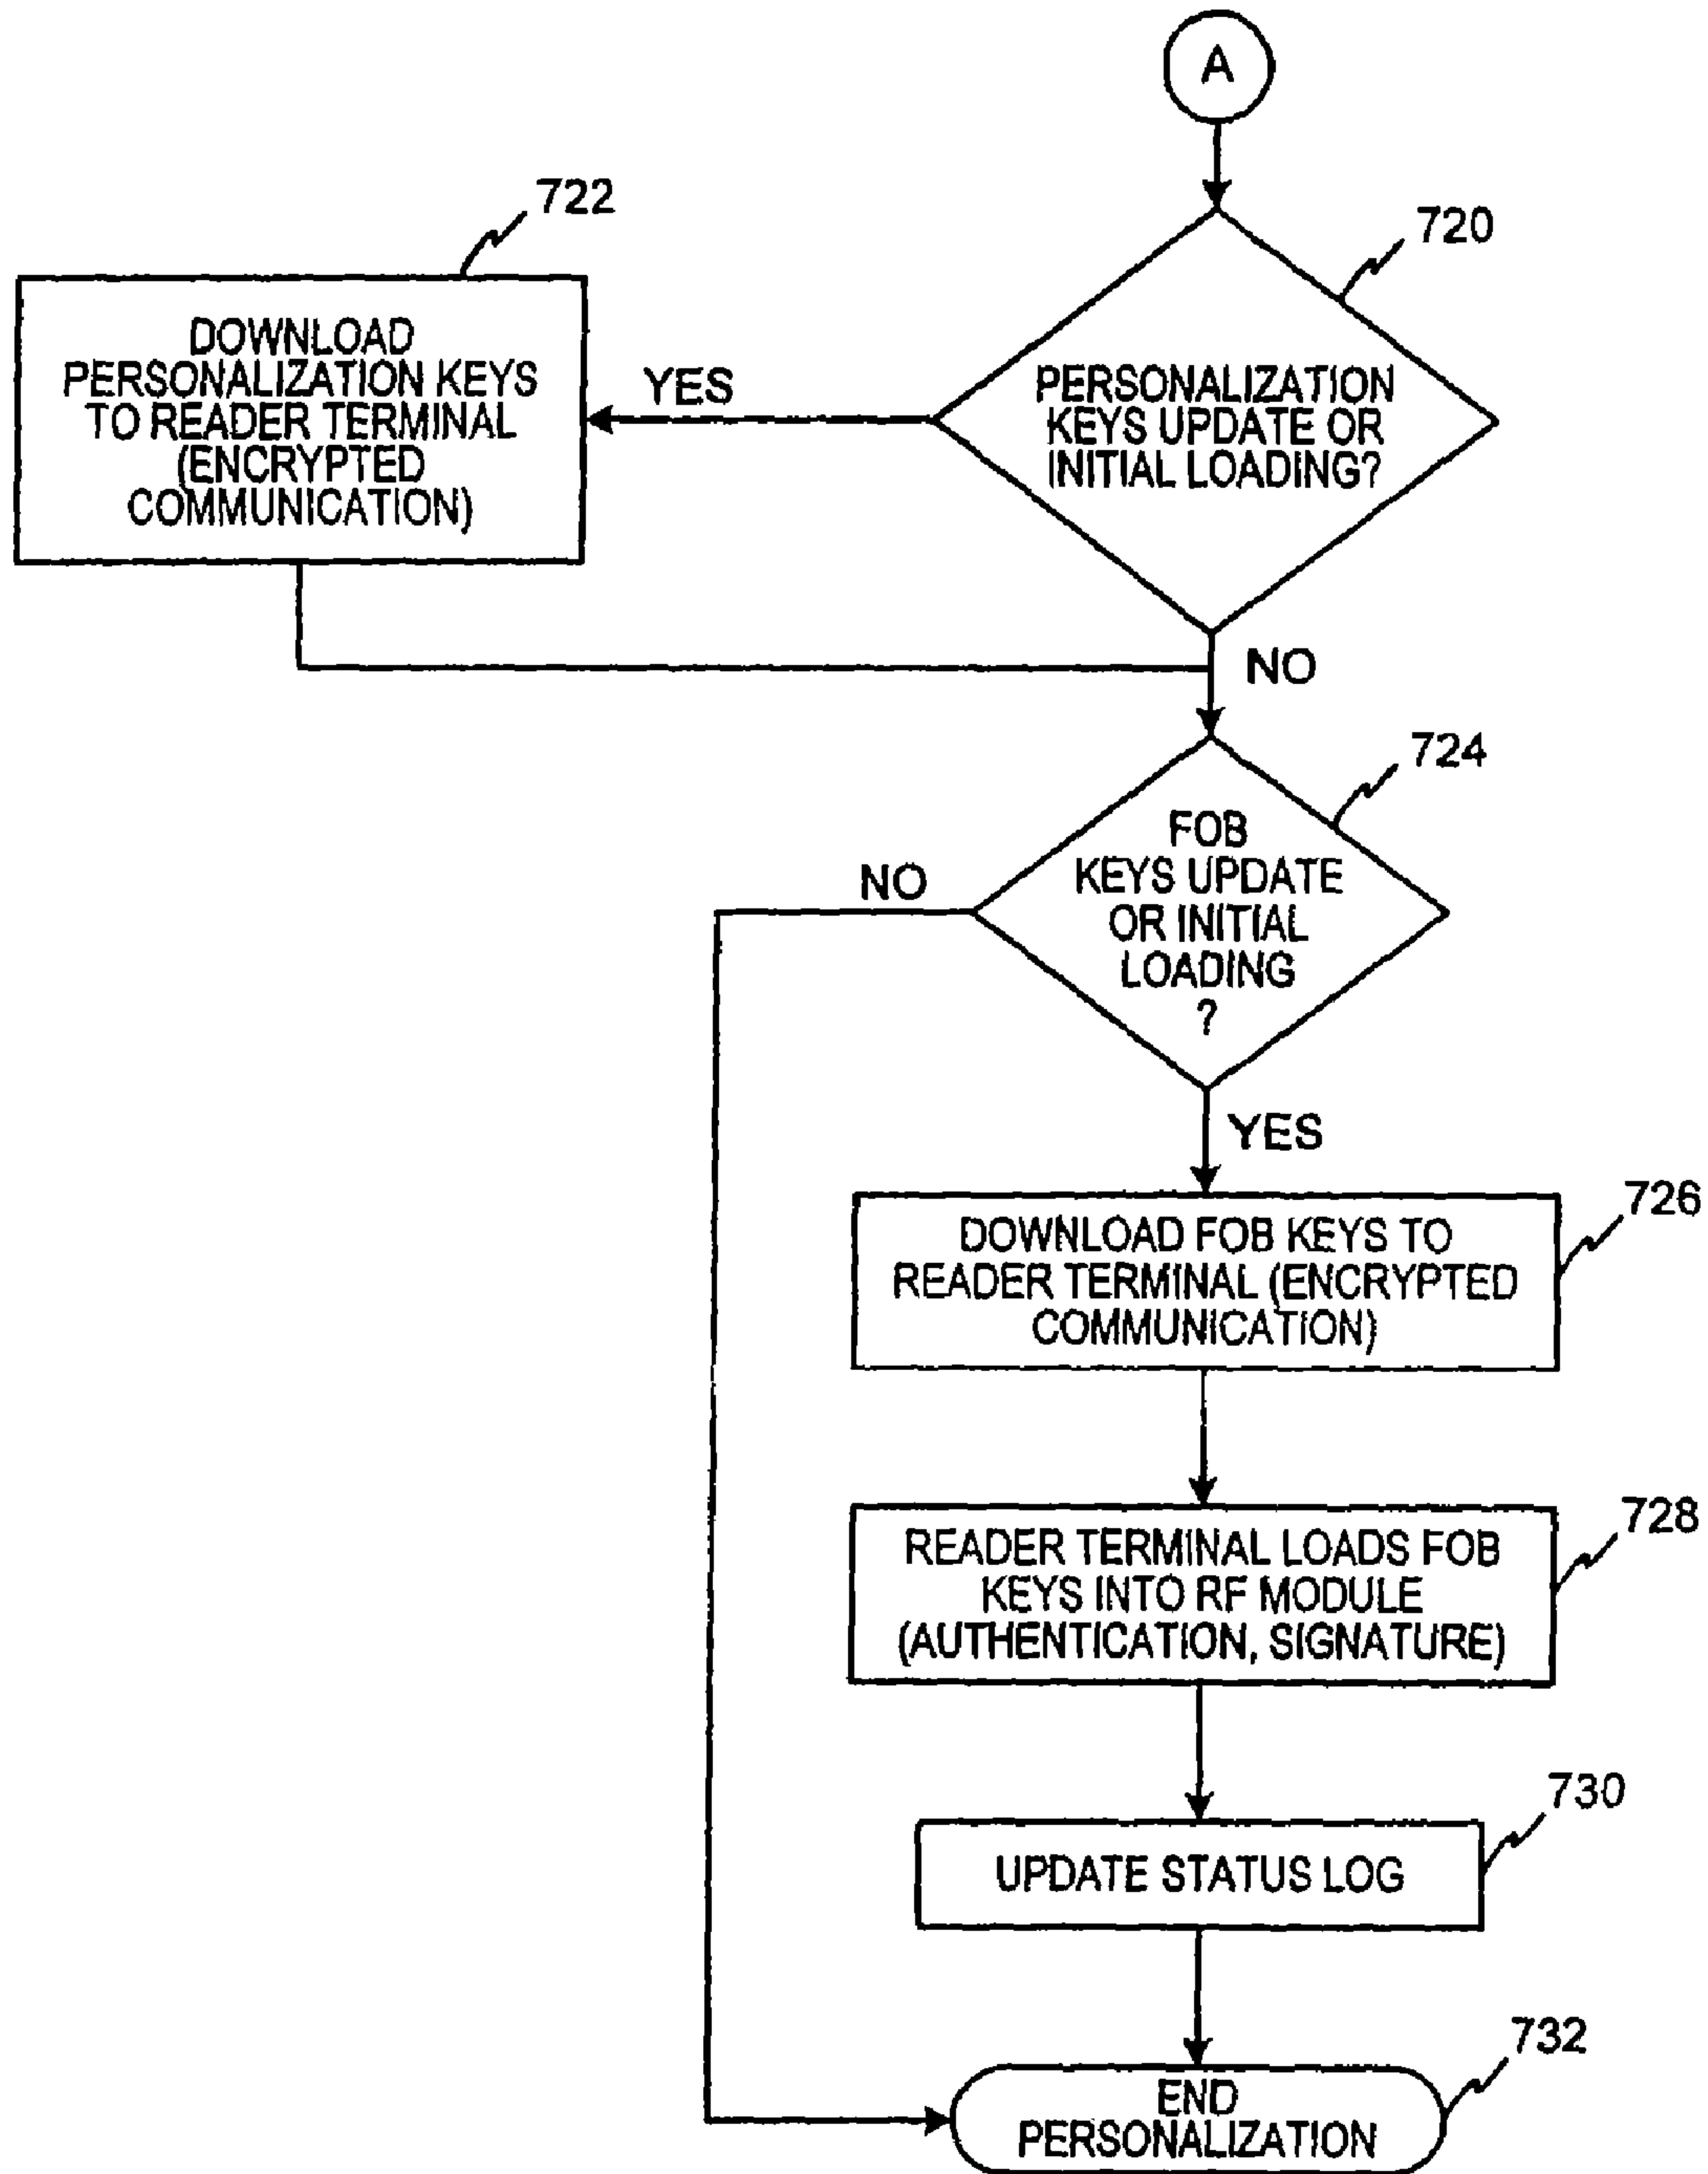 A
722
720
DOWNLOAD
PERSONALIZATION KEYS
TO READER TERMINAL
(ENCRYPTED
COMMUNICATION)
YES
PERSONALIZATION
KEYS UPDATE OR
INITIAL LOADING?
NO
724
FOB
KEYS UPDATE
OR INITIAL
LOADING
?
NO
YES
726
DOWNLOAD FOB KEYS TO
READER TERMINAL (ENCRYPTED
COMMUNICATION)
728
READER TERMINAL LOADS FOB
KEYS INTO RF MODULE
(AUTHENTICATION, SIGNATURE)
730
UPDATE STATUS LOG
732
END
PERSONALIZATION